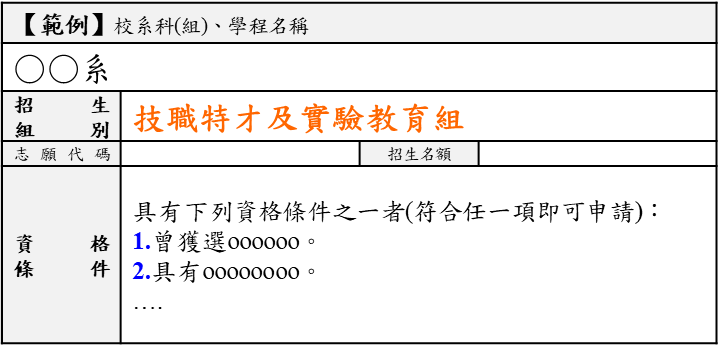 【範例】校系科(組)、學程名稱
○○系
招生
組別
技職特才及實驗教育組
志願代碼
招生名額
資格
條件
具有下列資格條件之一者(符合任一項即可申請)：
1.曾獲選oooooo。
2.具有oooooooo。
….